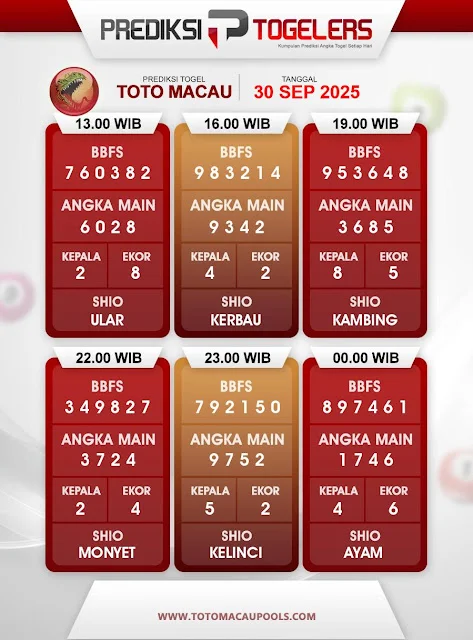 PREDIKSI TOGELERS
Kumpulan Prediksi Angka Togel Setiap Hari
PREDIKSI TOGEL
TOTO MACAU
TANGGAL
30 SEP 2025
13.00 WIB
BBFS
760382
ANGKA MAIN
6028
KEPALA EKOR
2 8
SHIO
ULAR
16.00 WIB
BBFS
983214
ANGKA MAIN
9342
KEPALA EKOR
4 2
SHIO
KERBAU
19.00 WIB
BBFS
953648
ANGKA MAIN
3685
KEPALA EKOR
8 5
SHIO
KAMBING
22.00 WIB
BBFS
349827
ANGKA MAIN
3724
KEPALA EKOR
2 4
SHIO
MONYET
23.00 WIB
BBFS
792150
ANGKA MAIN
9752
KEPALA EKOR
5 2
SHIO
KELINCI
00.00 WIB
BBFS
897461
ANGKA MAIN
1746
KEPALA EKOR
4 6
SHIO
AYAM
WWW.TOTOMACAUPOOLS.COM